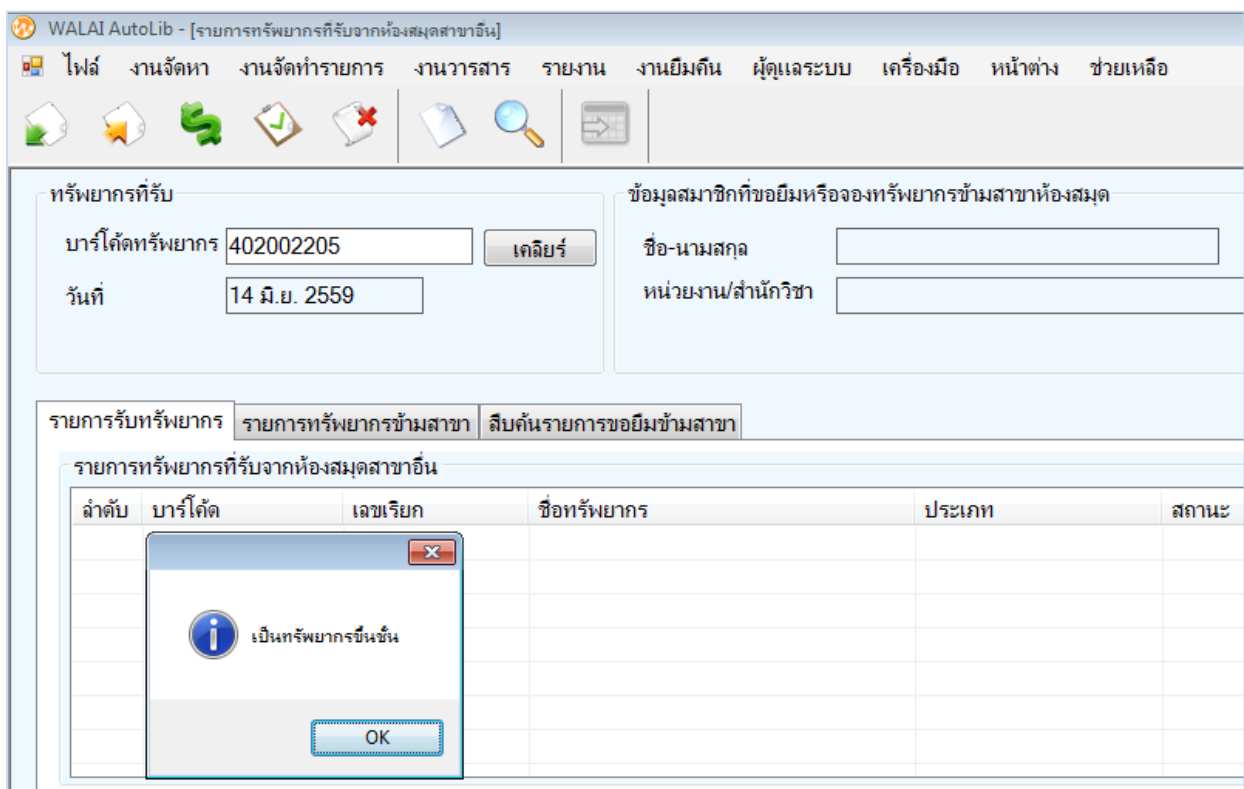 WALAI AutoLib - [รายการทรัพยากรที่รับจากห้องสมุดสาขาอื่น]
ไฟล์ งานจัดหา งานจัดทำรายการ งานวารสาร รายงาน งานยืมคืน ผู้ดูแลระบบ เครื่องมือ หน้าต่าง ช่วยเหลือ
ทรัพยากรที่รับ
บาร์โค้ดทรัพยากร 402002205 เคลียร์
วันที่ 14 มิ.ย. 2559
ข้อมูลสมาชิกที่ขอยืมหรือจองทรัพยากรข้ามสาขาห้องสมุด
ชื่อ-นามสกุล
หน่วยงาน/สำนักวิชา
รายการรับทรัพยากร รายการทรัพยากรข้ามสาขา สืบค้นรายการขอยืมข้ามสาขา
รายการทรัพยากรที่รับจากห้องสมุดสาขาอื่น
ลำดับ บาร์โค้ด เลขเรียก ชื่อทรัพยากร ประเภท สถานะ
เป็นทรัพยากรขึ้นชั้น
OK